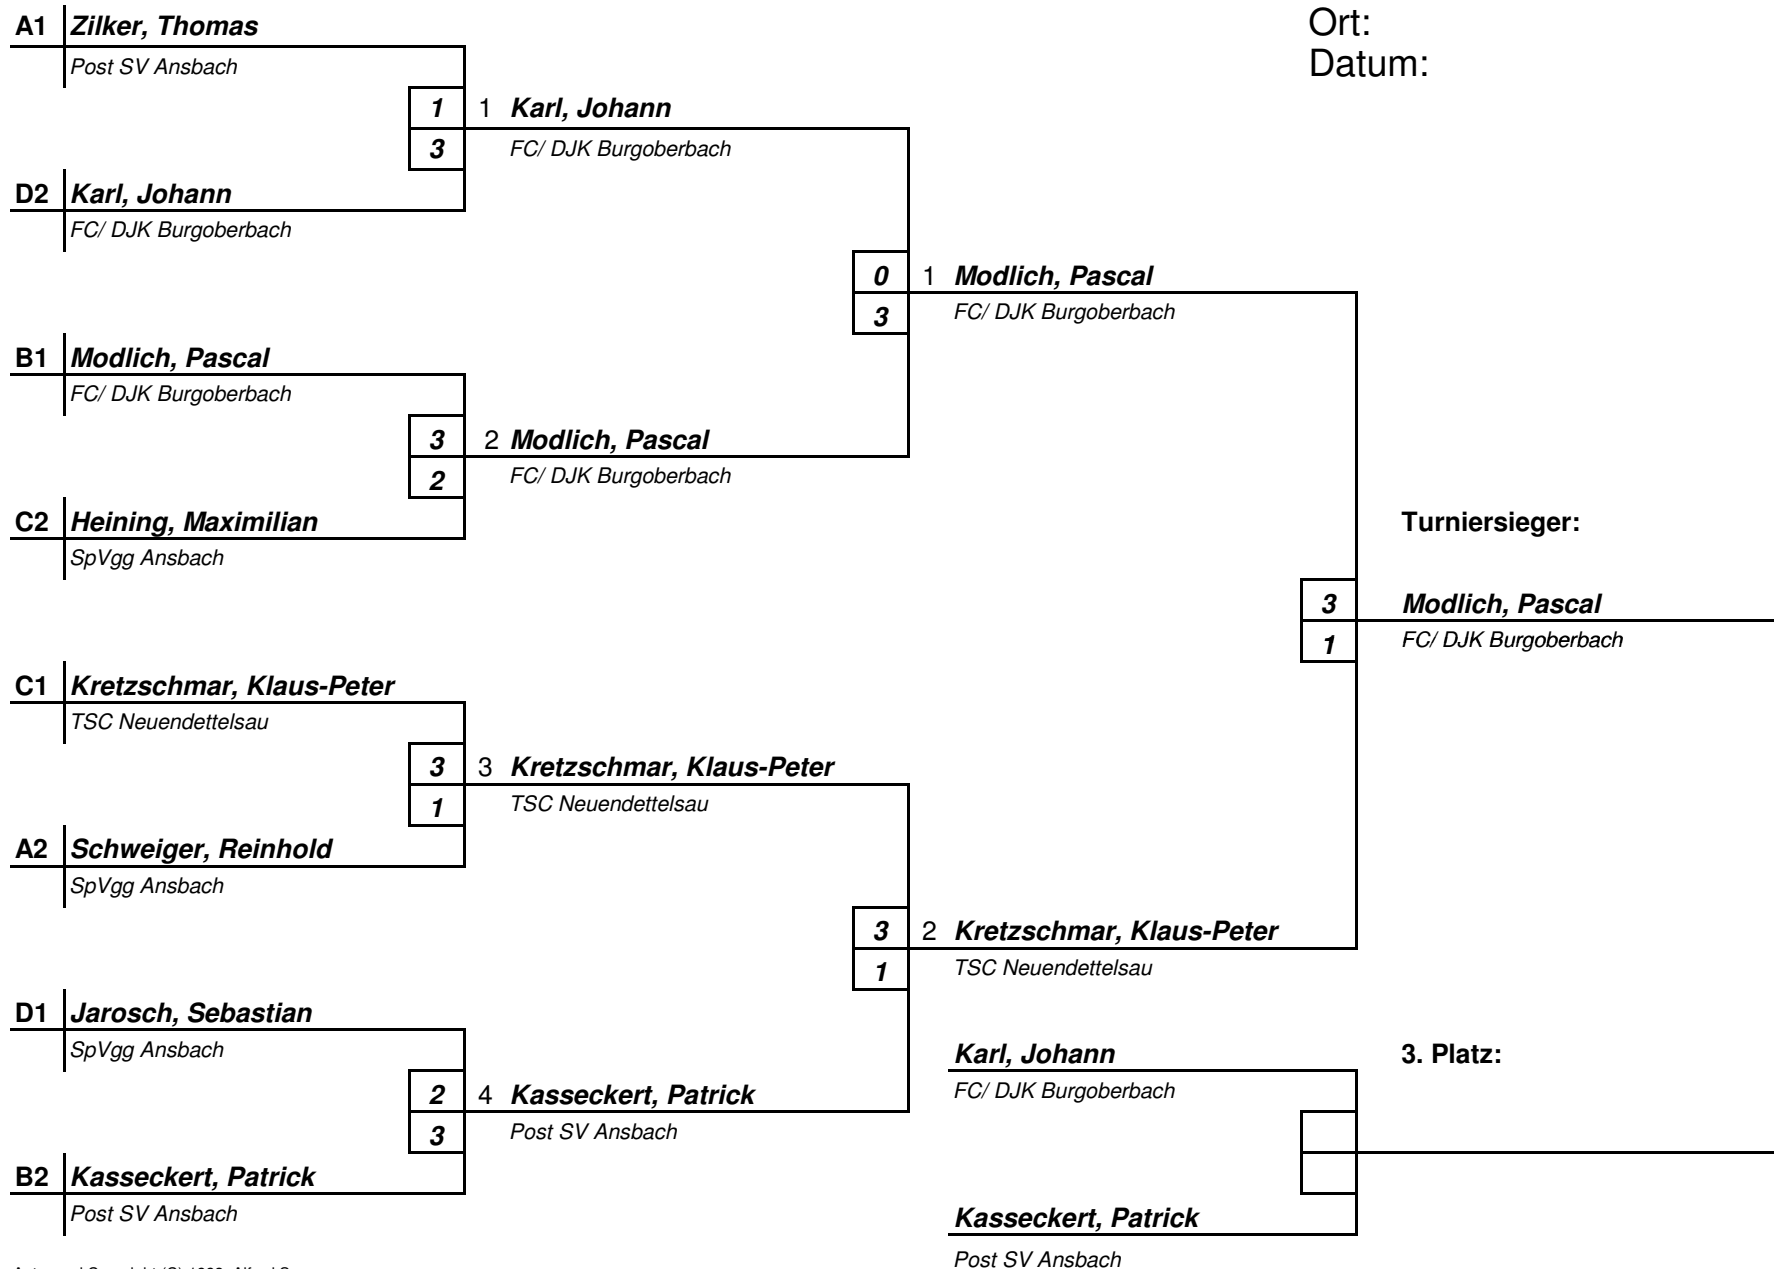 A1 Zilker, Thomas
Post SV Ansbach
Ort:
Datum:
1 1 Karl, Johann
3 FC/ DJK Burgoberbach
D2 Karl, Johann
FC/ DJK Burgoberbach
0 1 Modlich, Pascal
3 FC/ DJK Burgoberbach
B1 Modlich, Pascal
FC/ DJK Burgoberbach
3 2 Modlich, Pascal
2 FC/ DJK Burgoberbach
C2 Heining, Maximilian
SpVgg Ansbach
Turniersieger:
3 Modlich, Pascal
1 FC/ DJK Burgoberbach
C1 Kretzschmar, Klaus-Peter
TSC Neuendettelsau
3 3 Kretzschmar, Klaus-Peter
1 TSC Neuendettelsau
A2 Schweiger, Reinhold
SpVgg Ansbach
3 2 Kretzschmar, Klaus-Peter
1 TSC Neuendettelsau
D1 Jarosch, Sebastian
SpVgg Ansbach
Karl, Johann
FC/ DJK Burgoberbach
3. Platz:
2 4 Kasseckert, Patrick
3 Post SV Ansbach
B2 Kasseckert, Patrick
Post SV Ansbach
Kasseckert, Patrick
Post SV Ansbach